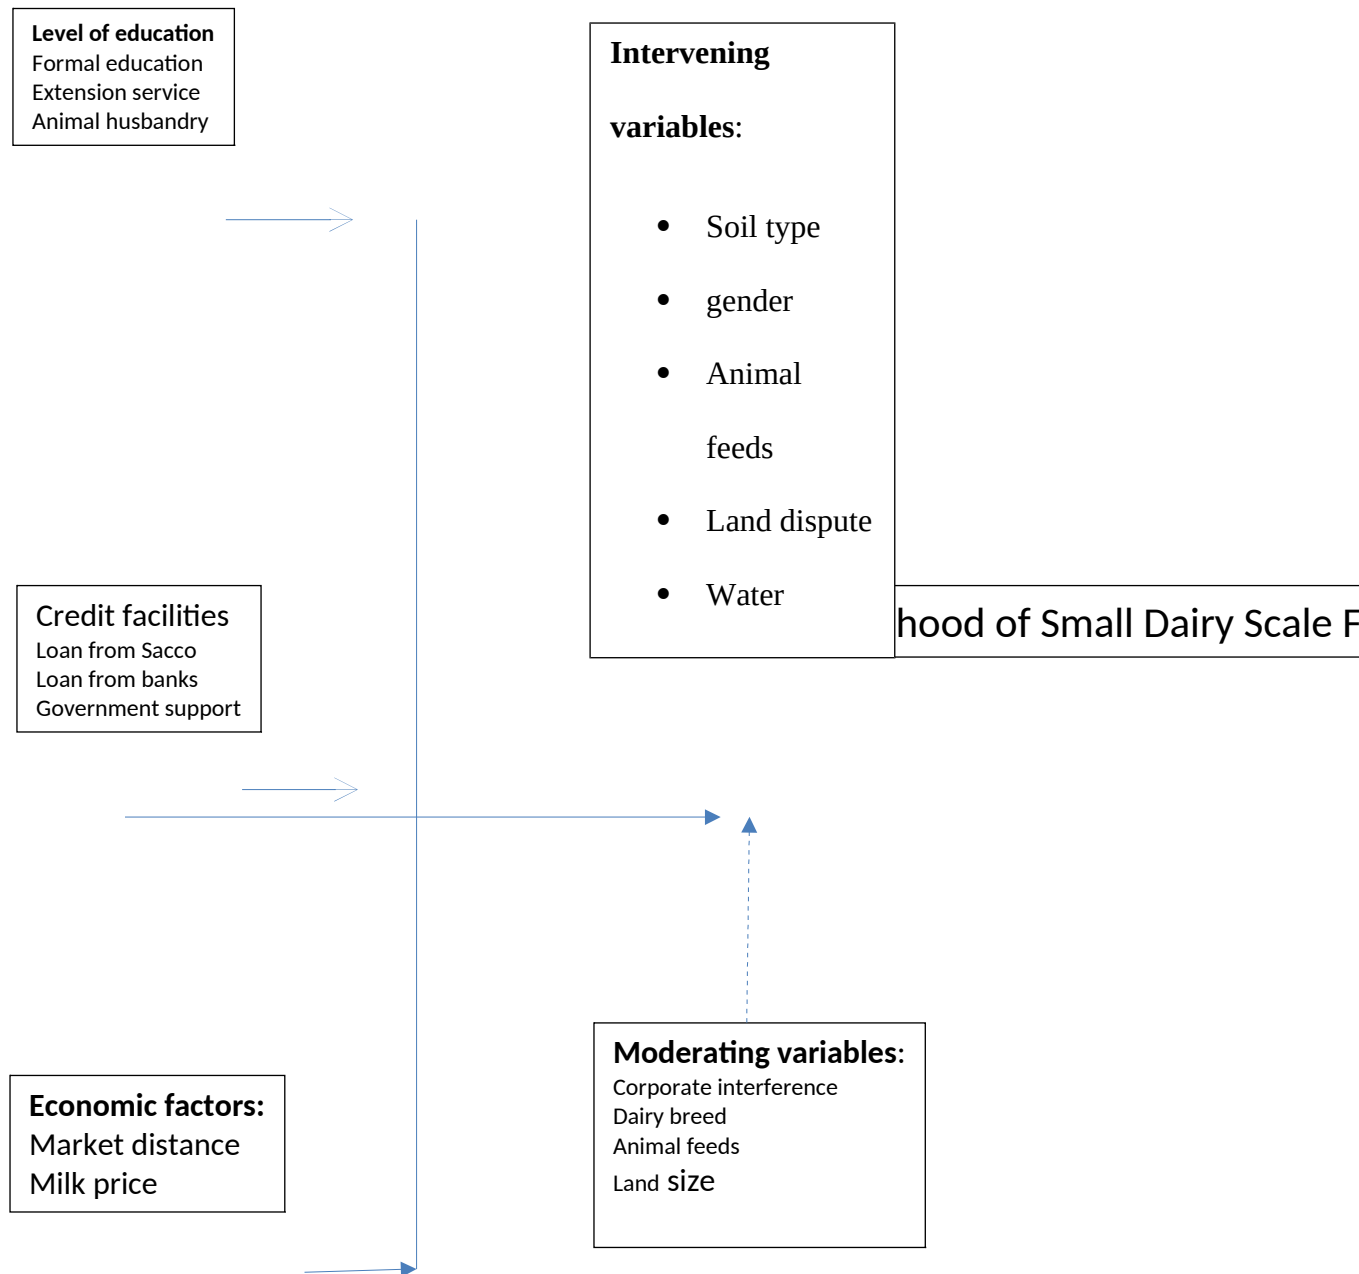 Level of education
Formal education
Extension service
Animal husbandry
Intervening
variables:
• Soil type
• gender
• Animal
feeds
• Land dispute
• Water
Credit facilities
Loan from Sacco
Loan from banks
Government support
hood of Small Dairy Scale F
Economic factors:
Market distance
Milk price
Moderating variables:
Corporate interference
Dairy breed
Animal feeds
Land size